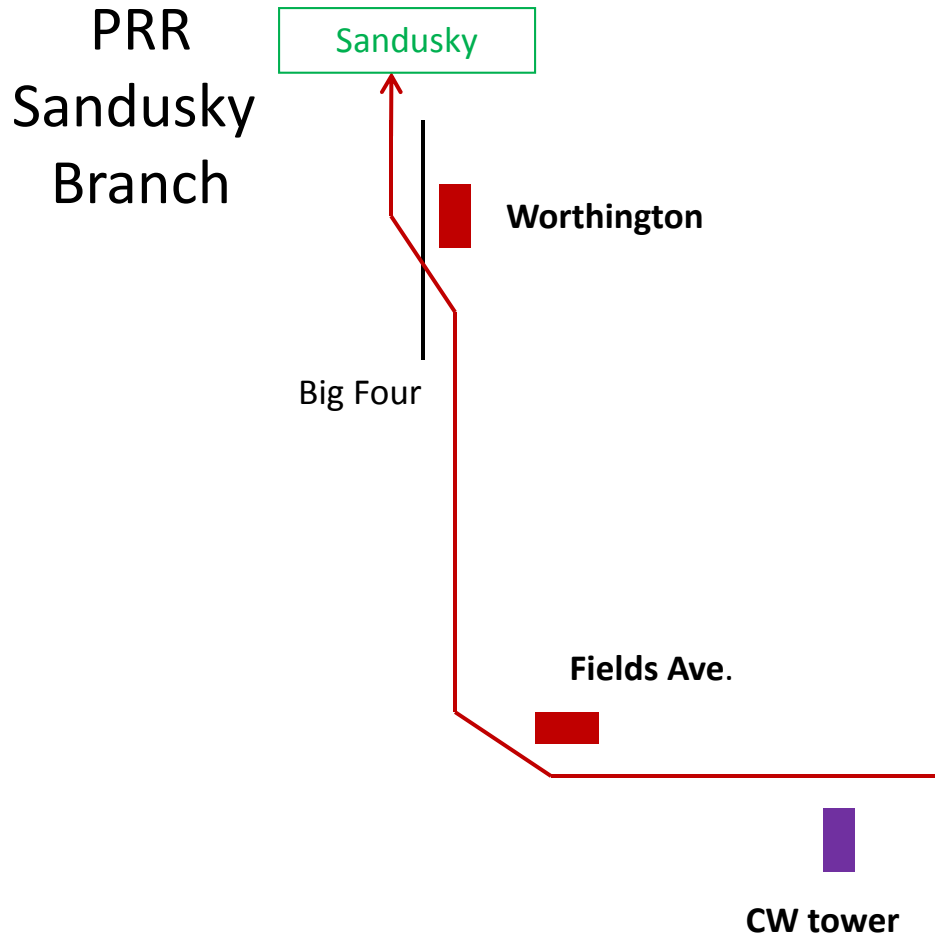 PRR
Sandusky
Branch
Sandusky
Worthington
Big Four
Fields Ave.
CW tower